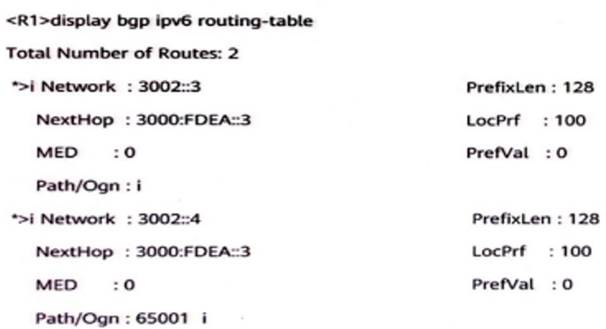 <R1>display bgp ipv6 routing-table
Total Number of Routes: 2
*>i Network : 3002::3 PrefixLen : 128
NextHop : 3000:FDEA::3 LocPrf : 100
MED : 0 PrefVal : 0
Path/Ogn : i
*>i Network : 3002::4 PrefixLen : 128
NextHop : 3000:FDEA::3 LocPrf : 100
MED : 0 PrefVal : 0
Path/Ogn : 65001 i